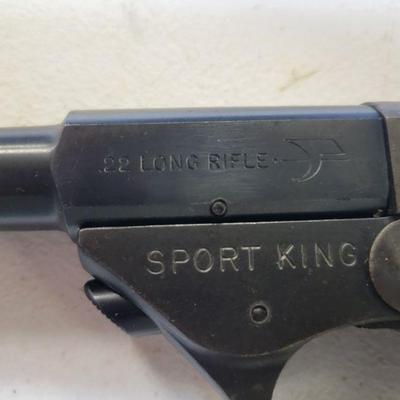 .22 LONG RIFLE
SPORT KING